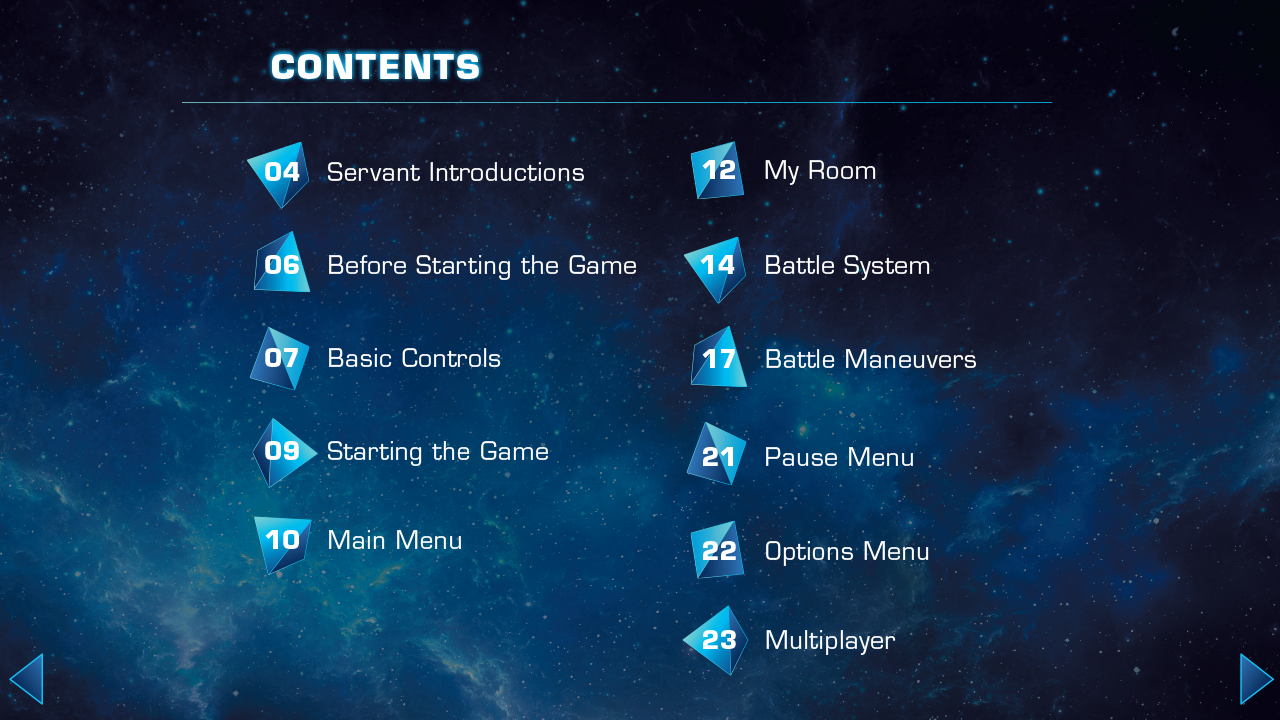 CONTENTS
04 Servant Introductions
06 Before Starting the Game
07 Basic Controls
09 Starting the Game
10 Main Menu
12 My Room
14 Battle System
17 Battle Maneuvers
21 Pause Menu
22 Options Menu
23 Multiplayer